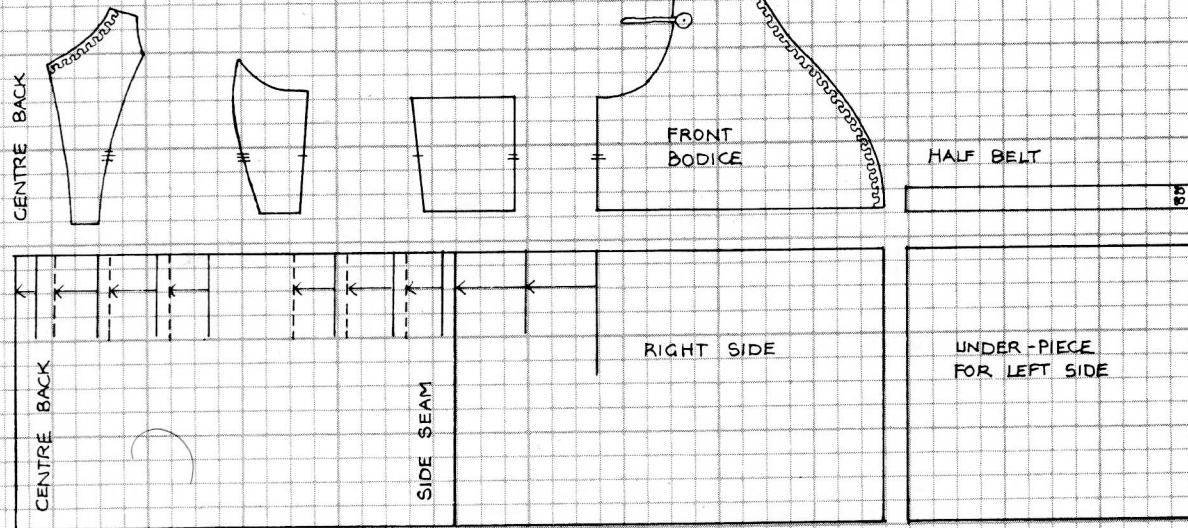 CENTRE BACK
FRONT
BODICE
HALF BELT
RIGHT SIDE
UNDER-PIECE
FOR LEFT SIDE
CENTRE BACK
SIDE SEAM